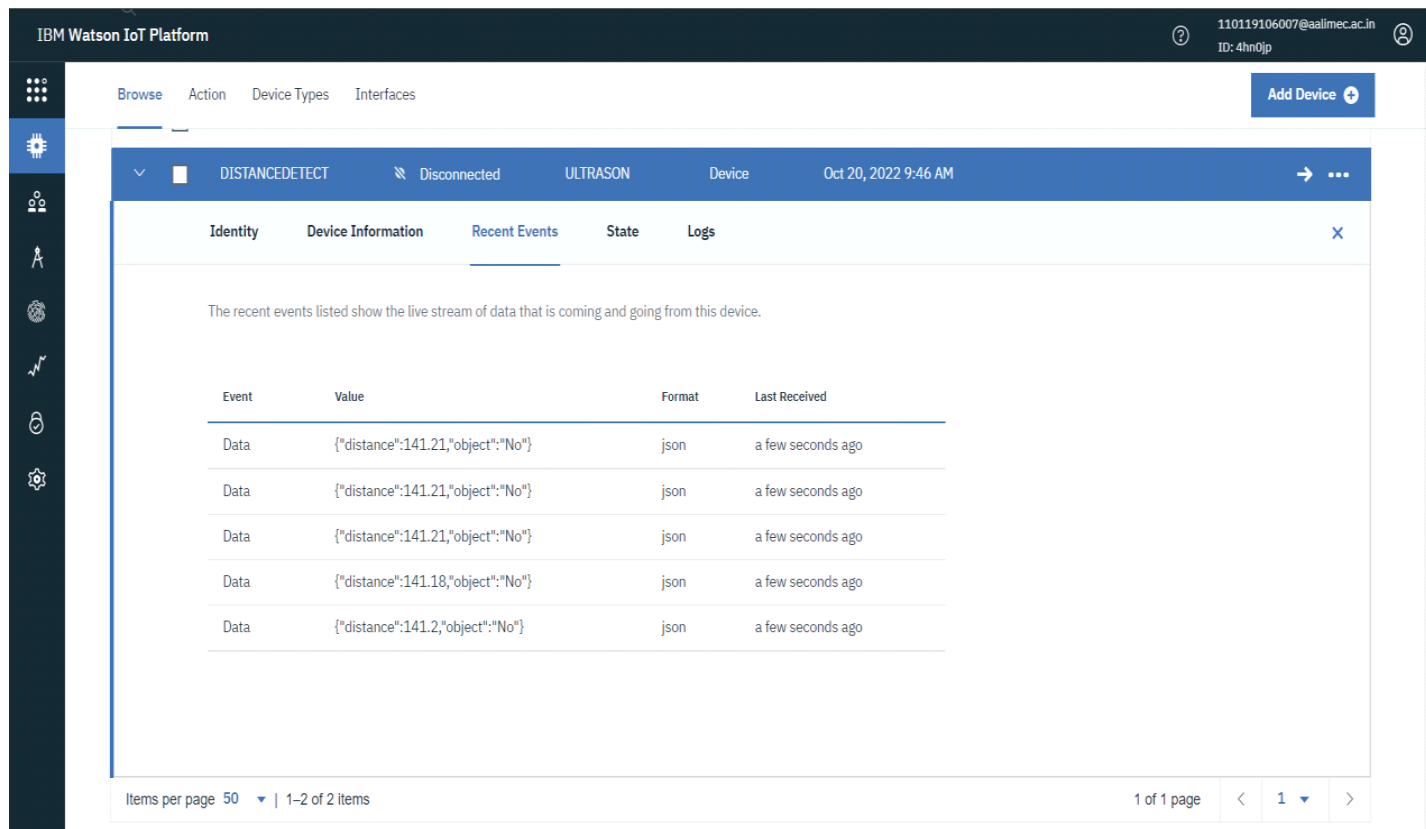 IBM Watson IoT Platform
110119106007@aalimec.ac.in
ID: 4hn0jp
Browse Action Device Types Interfaces
Add Device
DISTANCEDETECT Disconnected ULTRASON Device Oct 20, 2022 9:46 AM
Identity Device Information Recent Events State Logs
The recent events listed show the live stream of data that is coming and going from this device.
Event Value Format Last Received
Data {"distance":141.21,"object":"No"} json a few seconds ago
Data {"distance":141.21,"object":"No"} json a few seconds ago
Data {"distance":141.21,"object":"No"} json a few seconds ago
Data {"distance":141.18,"object":"No"} json a few seconds ago
Data {"distance":141.2,"object":"No"} json a few seconds ago
Items per page 50 | 1–2 of 2 items 1 of 1 page 1